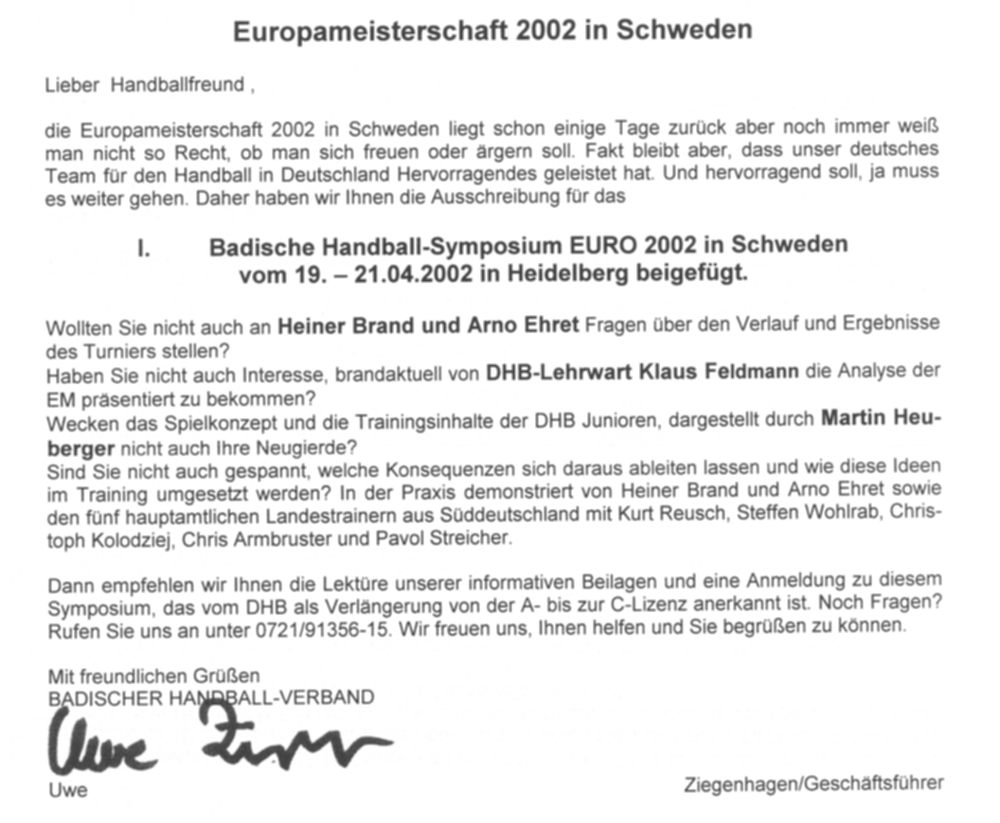 Europameisterschaft 2002 in Schweden
Lieber Handballfreund ,
die Europameisterschaft 2002 in Schweden liegt schon einige Tage zurück aber noch immer weiß
man nicht so Recht, ob man sich freuen oder ärgern soll. Fakt bleibt aber, dass unser deutsches
Team für den Handball in Deutschland Hervorragendes geleistet hat. Und hervorragend soll, ja muss
es weiter gehen. Daher haben wir Ihnen die Ausschreibung für das
I. Badische Handball-Symposium EURO 2002 in Schweden
vom 19. – 21.04.2002 in Heidelberg beigefügt.
Wollten Sie nicht auch an Heiner Brand und Arno Ehret Fragen über den Verlauf und Ergebnisse
des Turniers stellen?
Haben Sie nicht auch Interesse, brandaktuell von DHB-Lehrwart Klaus Feldmann die Analyse der
EM präsentiert zu bekommen?
Wecken das Spielkonzept und die Trainingsinhalte der DHB Junioren, dargestellt durch Martin Heu-
berger nicht auch Ihre Neugierde?
Sind Sie nicht auch gespannt, welche Konsequenzen sich daraus ableiten lassen und wie diese Ideen
im Training umgesetzt werden? In der Praxis demonstriert von Heiner Brand und Arno Ehret sowie
den fünf hauptamtlichen Landestrainern aus Süddeutschland mit Kurt Reusch, Steffen Wohlrab, Chris-
toph Kolodziej, Chris Armbruster und Pavol Streicher.
Dann empfehlen wir Ihnen die Lektüre unserer informativen Beilagen und eine Anmeldung zu diesem
Symposium, das vom DHB als Verlängerung von der A- bis zur C-Lizenz anerkannt ist. Noch Fragen?
Rufen Sie uns an unter 0721/91356-15. Wir freuen uns, Ihnen helfen und Sie begrüßen zu können.
Mit freundlichen Grüßen
BADISCHER HANDBALL-VERBAND
Uwe
Uwe Ziegenhagen/Geschäftsführer